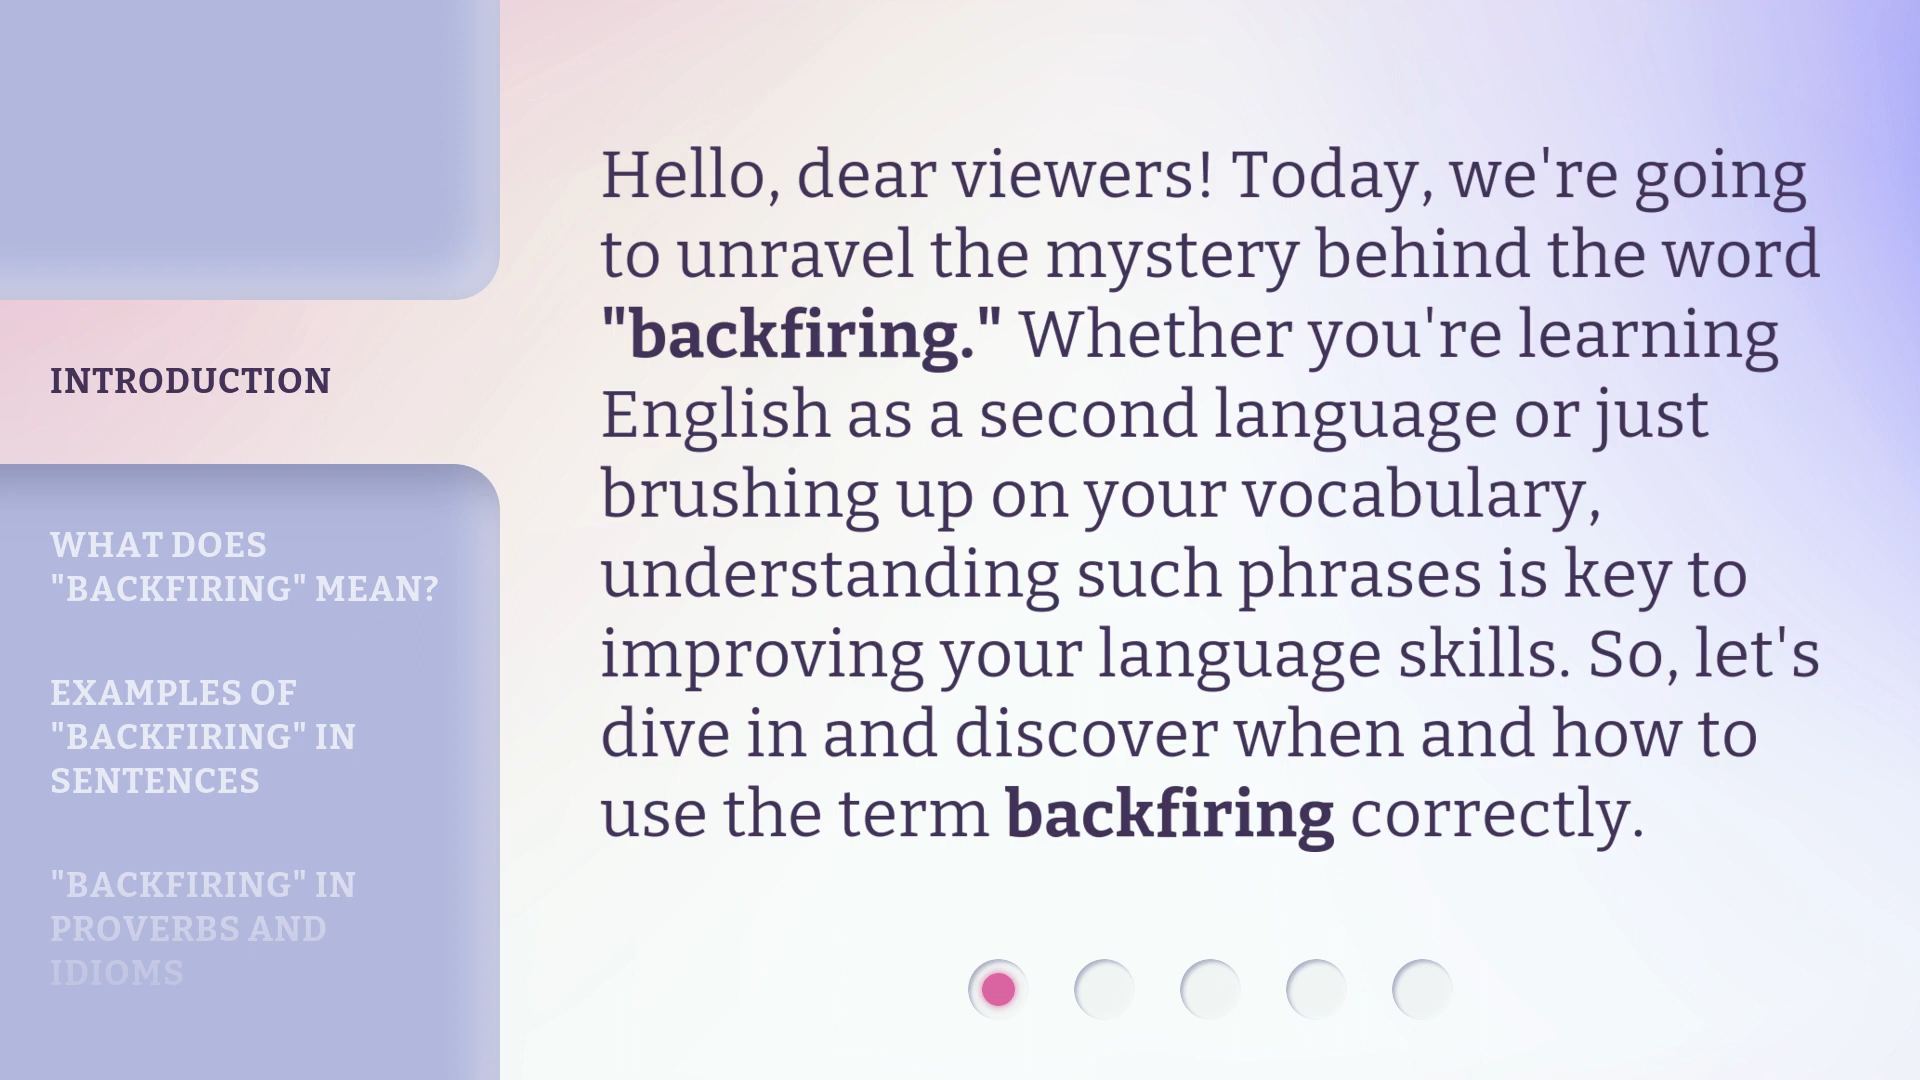 INTRODUCTION
WHAT DOES
"BACKFIRING" MEAN?
EXAMPLES OF
"BACKFIRING" IN
SENTENCES
"BACKFIRING" IN
PROVERBS AND
IDIOMS
Hello, dear viewers! Today, we're going
to unravel the mystery behind the word
"backfiring." Whether you're learning
English as a second language or just
brushing up on your vocabulary,
understanding such phrases is key to
improving your language skills. So, let's
dive in and discover when and how to
use the term backfiring correctly.